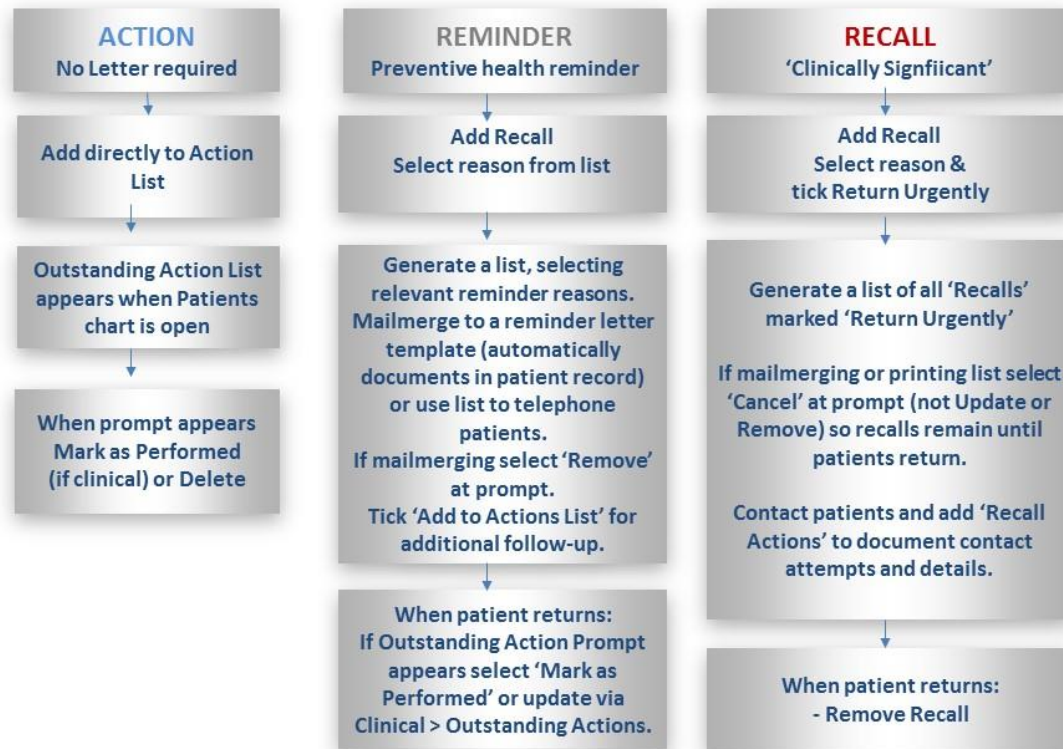 ACTION
No Letter required
Add directly to Action
List
Outstanding Action List
appears when Patients
chart is open
When prompt appears
Mark as Performed
(if clinical) or Delete
REMINDER
Preventive health reminder
Add Recall
Select reason from list
Generate a list, selecting
relevant reminder reasons.
Mailmerge to a reminder letter
template (automatically
documents in patient record)
or use list to telephone
patients.
If mailmerging select ‘Remove’
at prompt.
Tick ‘Add to Actions List’ for
additional follow-up.
When patient returns:
If Outstanding Action Prompt
appears select ‘Mark as
Performed’ or update via
Clinical > Outstanding Actions.
RECALL
‘Clinically Signfiicant’
Add Recall
Select reason &
tick Return Urgently
Generate a list of all ‘Recalls’
marked ‘Return Urgently’
If mailmerging or printing list select
‘Cancel’ at prompt (not Update or
Remove) so recalls remain until
patients return.
Contact patients and add ‘Recall
Actions’ to document contact
attempts and details.
When patient returns:
- Remove Recall